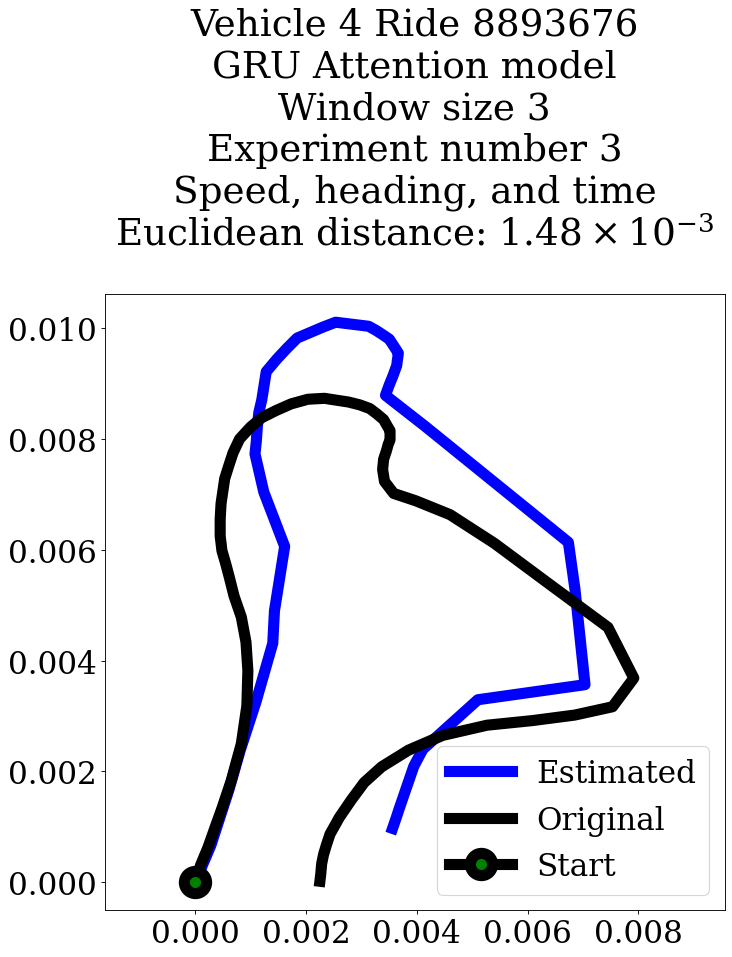 Vehicle 4 Ride 8893676
GRU Attention model
Window size 3
Experiment number 3
Speed, heading, and time
Euclidean distance: 1.48 × 10⁻³
0.010
0.008
0.006
0.004
0.002
0.000
Estimated
Original
Start
0.000 0.002 0.004 0.006 0.008